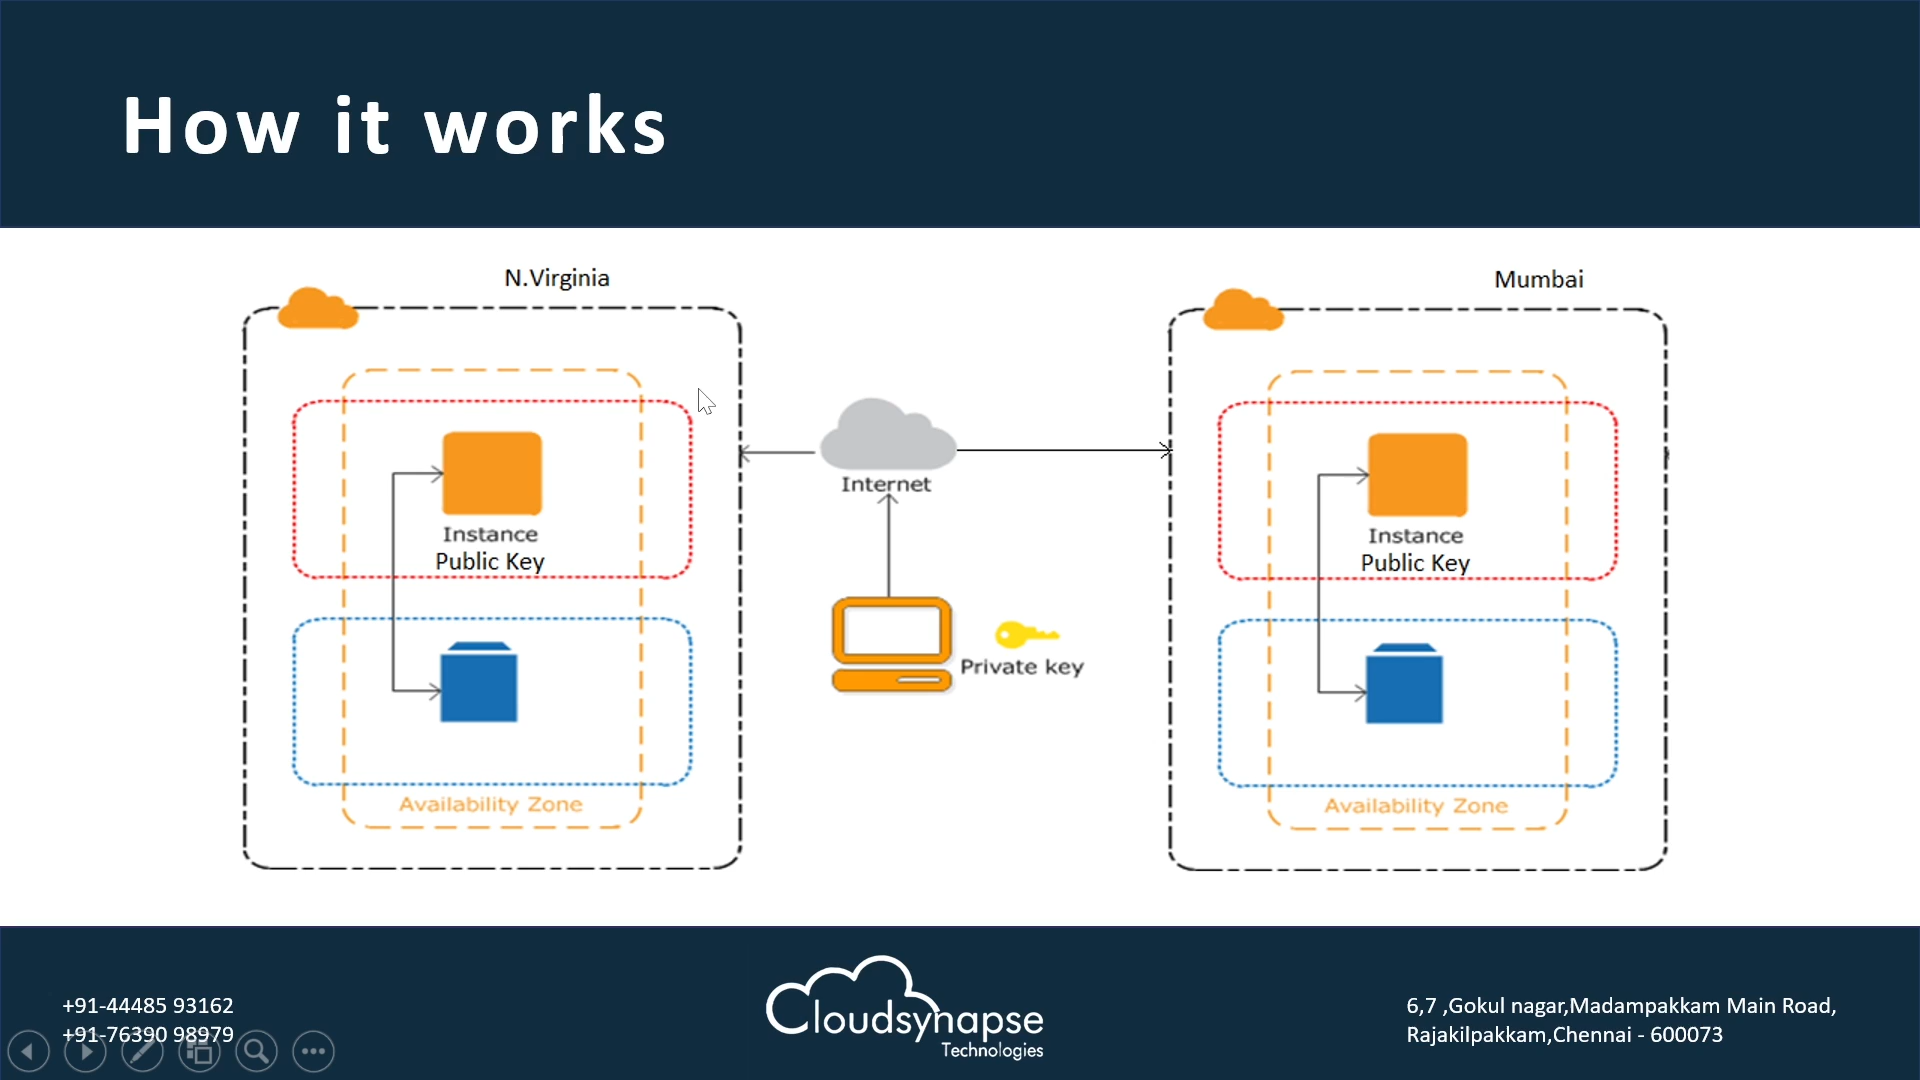 How it works
N.Virginia
Mumbai
Internet
Instance
Public Key
Instance
Public Key
Private key
Availability Zone
Availability Zone
+91-44485 93162
+91-76390 98979
Cloudsynapse
Technologies
6,7 ,Gokul nagar,Madampakkam Main Road,
Rajakilpakkam,Chennai - 600073